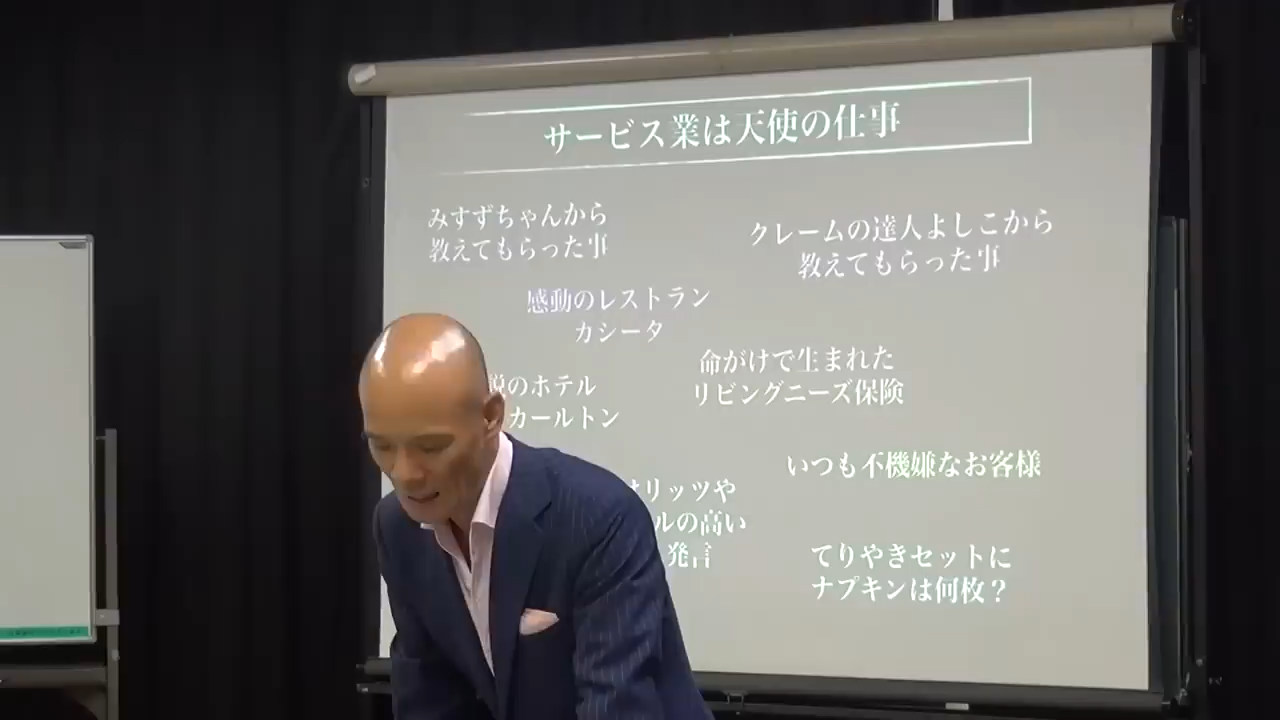 サービス業は天使の仕事
みすずちゃんから
教えてもらった事
クレームの達人よしこから
教えてもらった事
感動のレストラン
カシータ
命がけで生まれた
リビングニーズ保険
説のホテル
カールトン
いつも不機嫌なお客様
リッツや
ルの高い
発言
てりやきセットに
ナプキンは何枚？